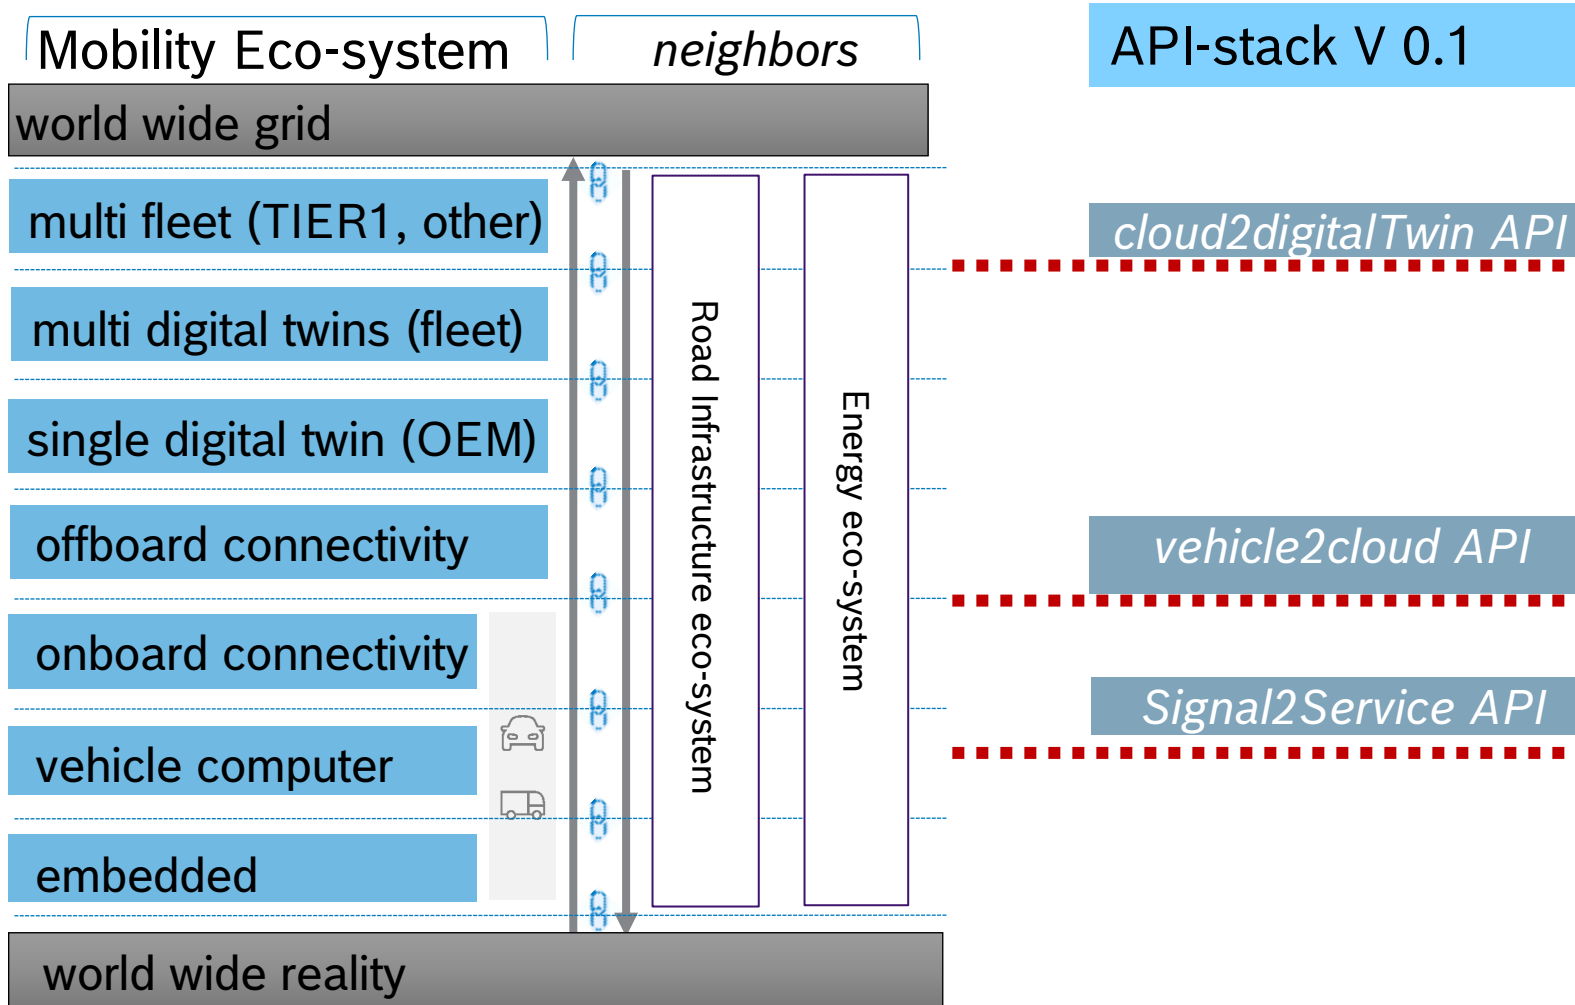 Mobility Eco-system
neighbors
API-stack V 0.1
world wide grid
multi fleet (TIER1, other)
cloud2digitalTwin API
multi digital twins (fleet)
single digital twin (OEM)
offboard connectivity
vehicle2cloud API
onboard connectivity
Signal2Service API
vehicle computer
embedded
Road Infrastructure eco-system
Energy eco-system
world wide reality